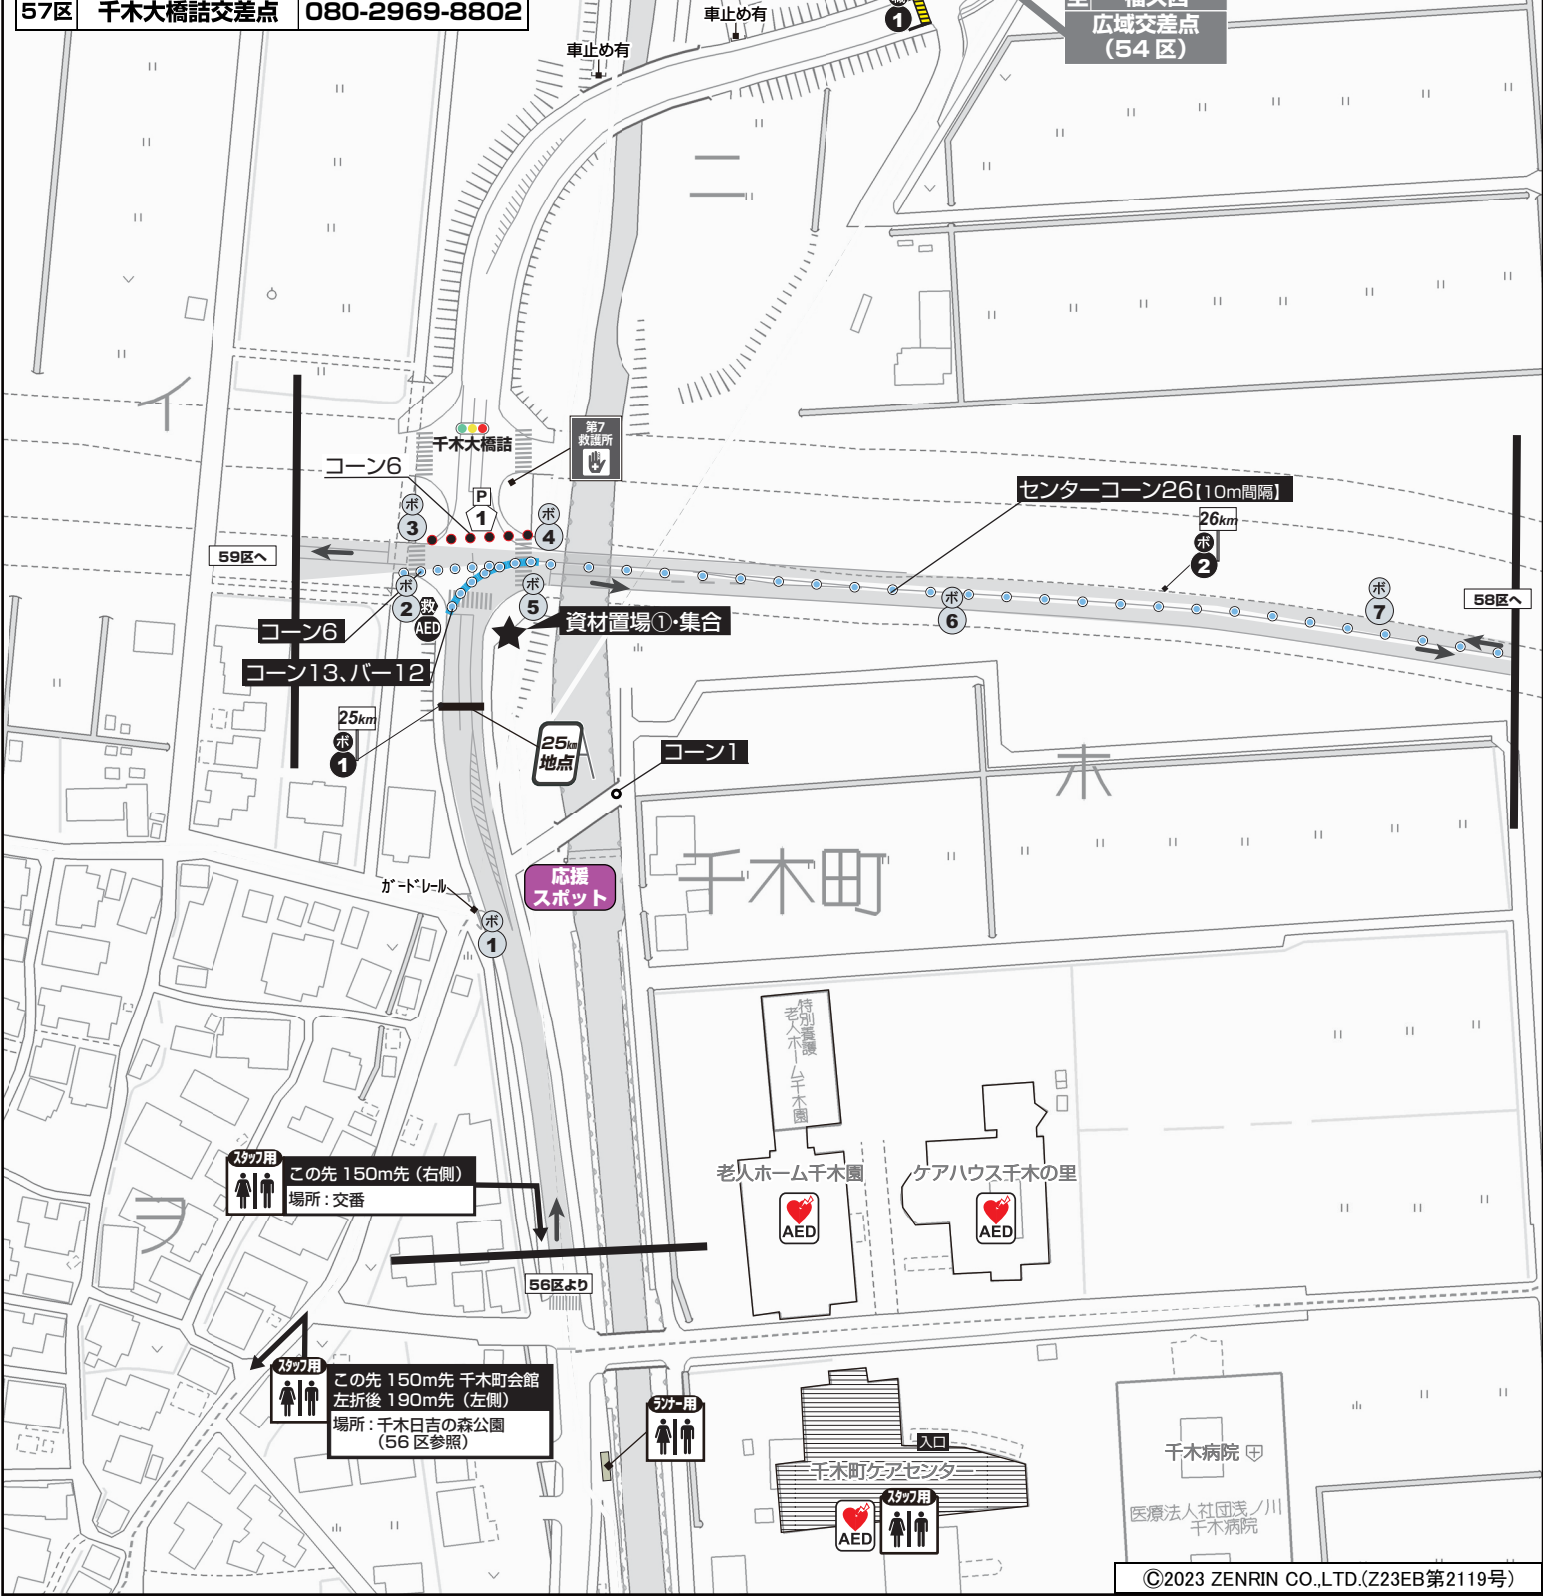 57区 千木大橋詰交差点 080-2969-8802
車止め有
車止め有
1
広域交差点
(54区)
ニ
イ
千木大橋詰
第7
救護所
コーン6
P
1
ボ
3
ボ
4
センターコーン26【10m間隔】
26km
ボ
2
59区へ
58区へ
ボ
2
救
AED
ボ
5
ボ
6
ボ
7
コーン6
資材置場①・集合
コーン13、バー12
25km
ボ
1
25km
地点
コーン1
木
千木町
応援
スポット
ガードレール
ボ
1
特別養護
老人ホーム千木園
老人ホーム千木園
AED
ケアハウス千木の里
AED
スタッフ用
この先 150m先（右側）
場所：交番
ヲ
56区より
スタッフ用
この先 150m先 千木町会館
左折後 190m先（左側）
場所：千木日吉の森公園
（56 区参照）
ランナー用
入口
千木町ケアセンター
AED
スタッフ用
千木病院
医療法人社団浅ノ川
千木病院
©2023 ZENRIN CO.,LTD.(Z23EB第2119号)